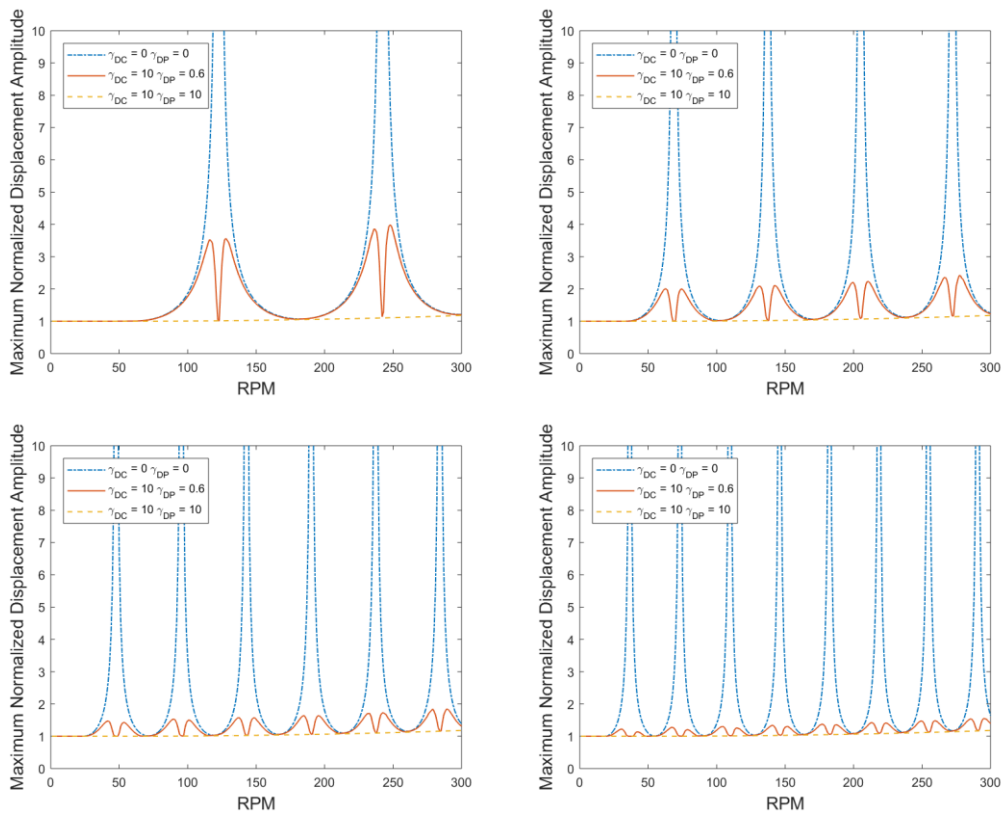 Maximum Normalized Displacement Amplitude
10
9
8
7
6
5
4
3
2
1
0
γDC = 0 γDP = 0
γDC = 10 γDP = 0.6
γDC = 10 γDP = 10
0 50 100 150 200 250 300
RPM
Maximum Normalized Displacement Amplitude
10
9
8
7
6
5
4
3
2
1
0
γDC = 0 γDP = 0
γDC = 10 γDP = 0.6
γDC = 10 γDP = 10
0 50 100 150 200 250 300
RPM
Maximum Normalized Displacement Amplitude
10
9
8
7
6
5
4
3
2
1
0
γDC = 0 γDP = 0
γDC = 10 γDP = 0.6
γDC = 10 γDP = 10
0 50 100 150 200 250 300
RPM
Maximum Normalized Displacement Amplitude
10
9
8
7
6
5
4
3
2
1
0
γDC = 0 γDP = 0
γDC = 10 γDP = 0.6
γDC = 10 γDP = 10
0 50 100 150 200 250 300
RPM